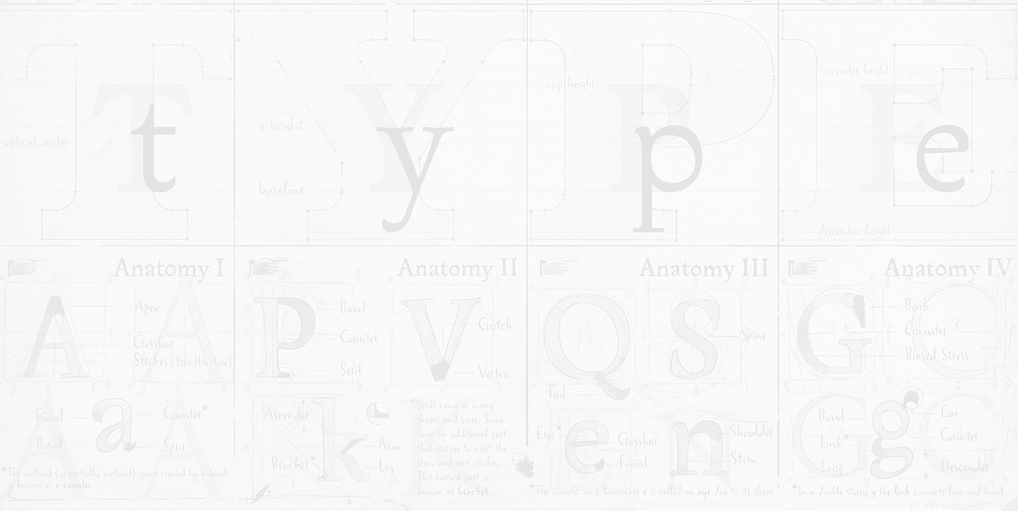 T Y P E
t y p e
optical center
x-height
baseline
cap height
ascender height
descender height
Anatomy I
A
Apex
Crossbar
Strokes (Stem/Hairline)
a
Finial
Bowl
Counter*
Spur
*The enclosed (or partially enclosed) space created by a bowl
is known as a counter.
Anatomy II
P
Bowl
Counter
Serif
V
Crotch
Vertex
k
Ascender
Bracket*
Arm
Leg
*Serifs come in many
shapes and sizes. Some
have an additional part
that curves to meet the
stem and serif strokes.
This curved part is
known as bracket.
Anatomy III
Q
Tail
S
Spine
e
Eye*
Crossbar
Finial
n
Shoulder
Stem
*The counter in a lowercase e is called an eye due to its shape
Anatomy IV
G
Barb
Counter
Biased Stress
g
Bowl
Link*
Loop
Ear
Counter
Descender
*In a double storey g the link connects loop and bowl